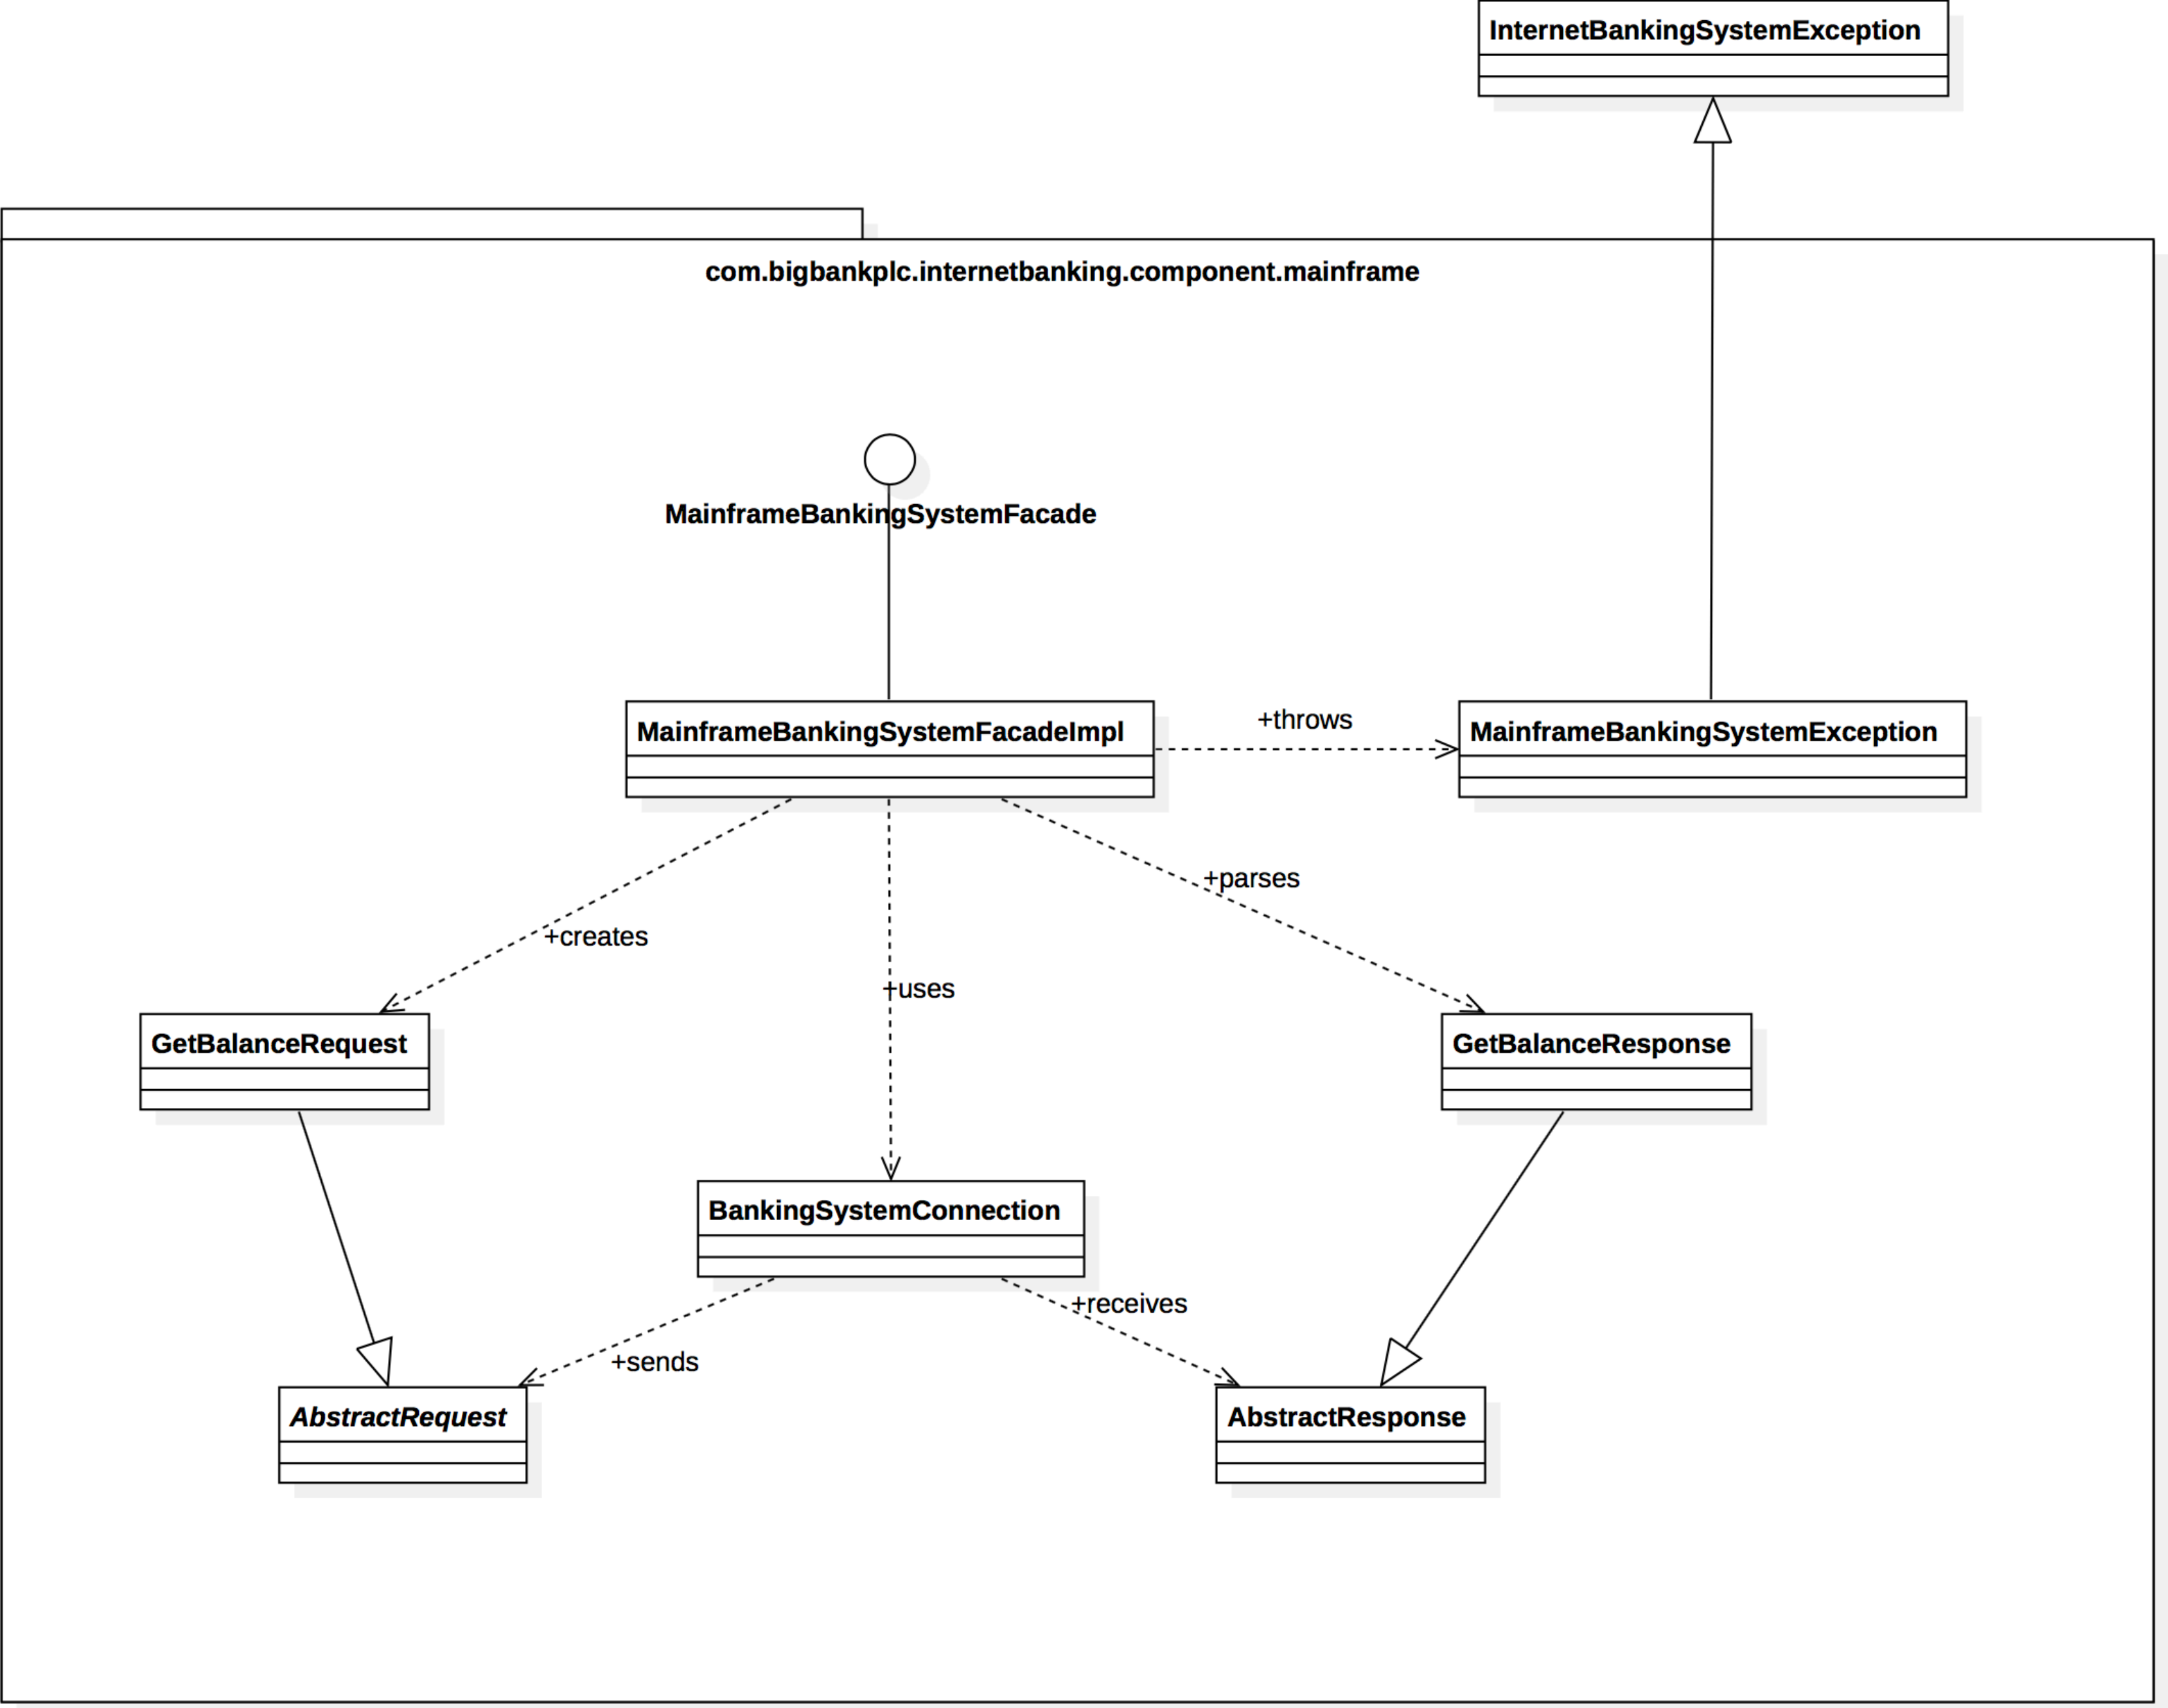 InternetBankingSystemException
com.bigbankplc.internetbanking.component.mainframe
MainframeBankingSystemFacade
MainframeBankingSystemFacadeImpl
+throws
MainframeBankingSystemException
+parses
+creates
+uses
GetBalanceRequest
GetBalanceResponse
BankingSystemConnection
+receives
+sends
AbstractRequest
AbstractResponse